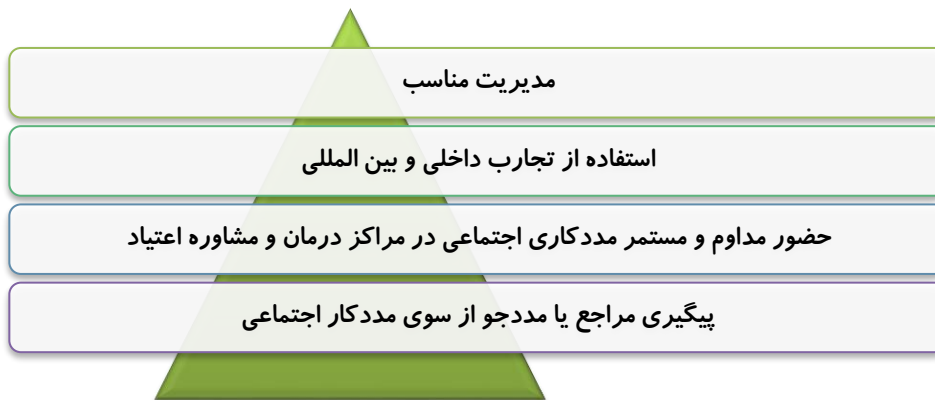 مدیریت مناسب
استفاده از تجارب داخلی و بین المللی
حضور مداوم و مستمر مددکاری اجتماعی در مراکز درمان و مشاوره اعتیاد
پیگیری مراجع یا مددجو از سوی مددکار اجتماعی